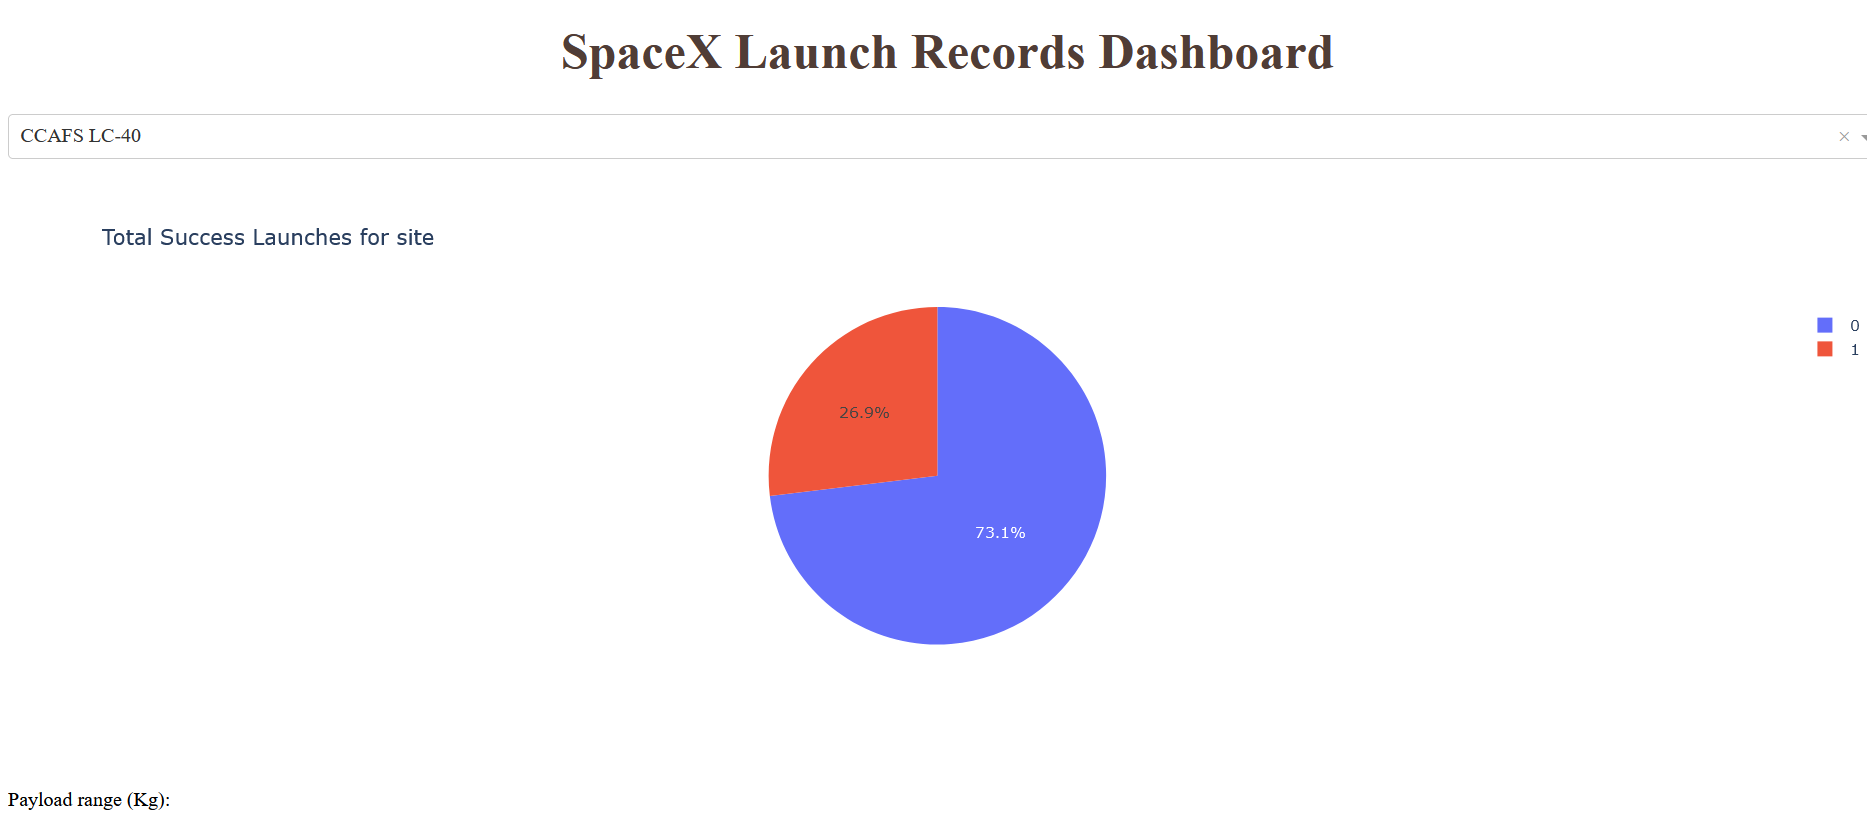 SpaceX Launch Records Dashboard
CCAFS LC-40
Total Success Launches for site
0
1
26.9%
73.1%
Payload range (Kg):